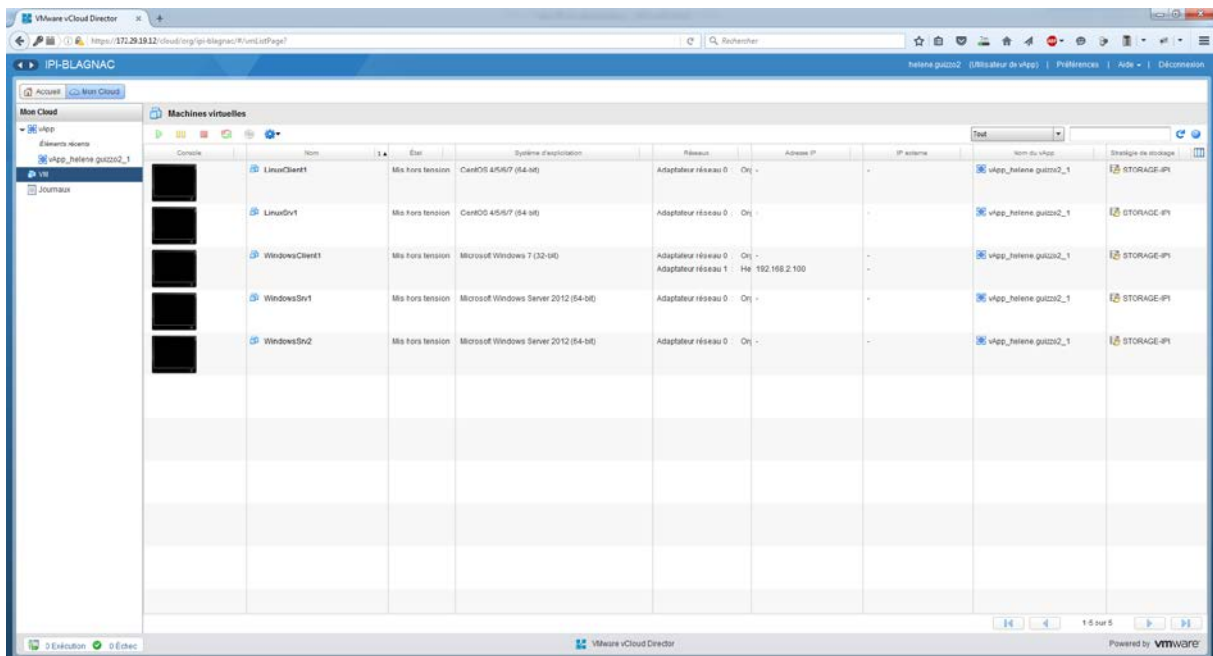 VMware vCloud Director
https://172.29.19.12/cloud/org/ipi-blagnac/#/vmListPage?
Rechercher
IPI-BLAGNAC
helene.guizzo2 (Utilisateur de vApp) | Préférences | Aide | Déconnexion
Accueil
Mon Cloud
Mon Cloud
Machines virtuelles
vApp
Éléments récents
vApp_helene.guizzo2_1
VM
Journaux
Tout
Console Nom 1 État Système d'exploitation Réseaux Adresse IP IP externe Nom du vApp Stratégie de stockage
LinuxClient1 Mis hors tension CentOS 4/5/6/7 (64-bit) Adaptateur réseau 0 : Org - - vApp_helene.guizzo2_1 STORAGE-IPI
LinuxSrv1 Mis hors tension CentOS 4/5/6/7 (64-bit) Adaptateur réseau 0 : Org - - vApp_helene.guizzo2_1 STORAGE-IPI
WindowsClient1 Mis hors tension Microsoft Windows 7 (32-bit) Adaptateur réseau 0 : Org - - vApp_helene.guizzo2_1 STORAGE-IPI
Adaptateur réseau 1 : He 192.168.2.100 -
WindowsSrv1 Mis hors tension Microsoft Windows Server 2012 (64-bit) Adaptateur réseau 0 : Org - - vApp_helene.guizzo2_1 STORAGE-IPI
WindowsSrv2 Mis hors tension Microsoft Windows Server 2012 (64-bit) Adaptateur réseau 0 : Org - - vApp_helene.guizzo2_1 STORAGE-IPI
1-5 sur 5
0 Exécution 0 Échec
VMware vCloud Director
Powered by vmware